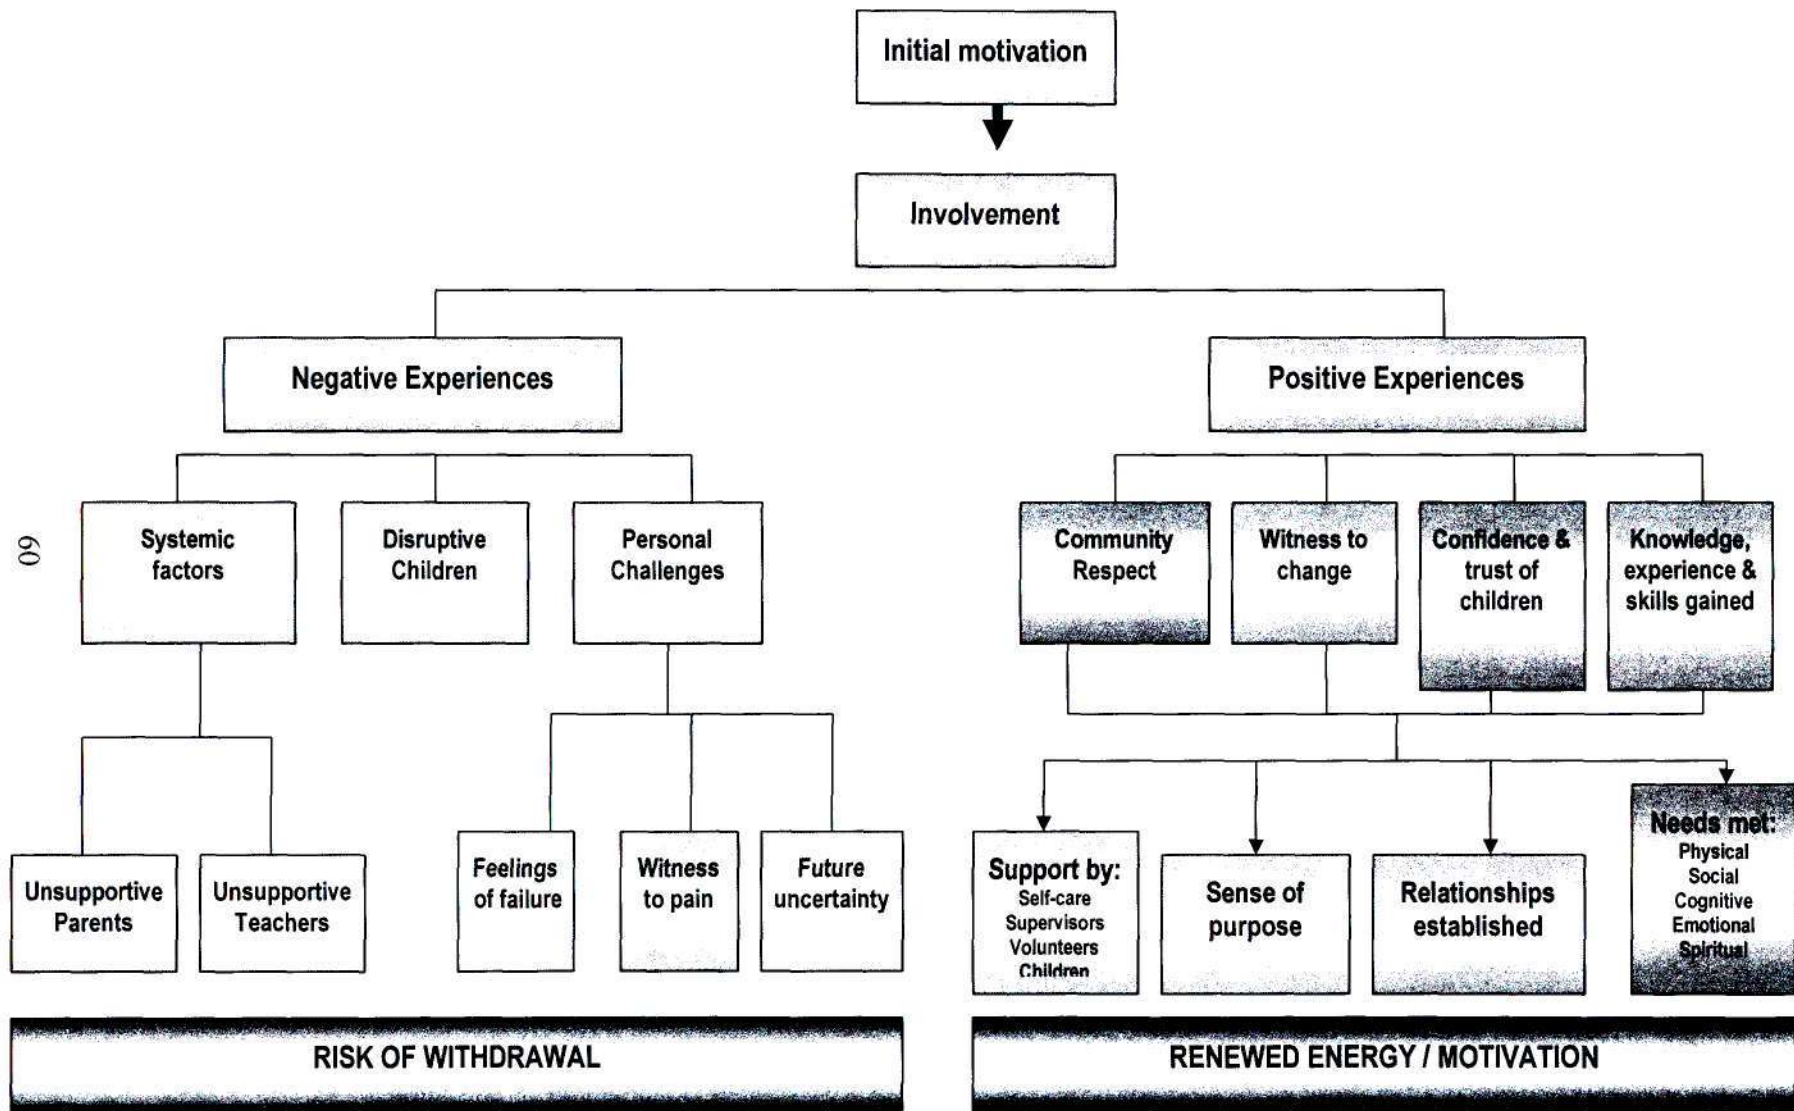 Initial motivation
Involvement
Negative Experiences
Positive Experiences
Systemic
factors
Disruptive
Children
Personal
Challenges
Community
Respect
Witness to
change
Confidence &
trust of
children
Knowledge,
experience &
skills gained
60
Unsupportive
Parents
Unsupportive
Teachers
Feelings
of failure
Witness
to pain
Future
uncertainty
Support by:
Self-care
Supervisors
Volunteers
Children
Sense of
purpose
Relationships
established
Needs met:
Physical
Social
Cognitive
Emotional
Spiritual
RISK OF WITHDRAWAL
RENEWED ENERGY / MOTIVATION